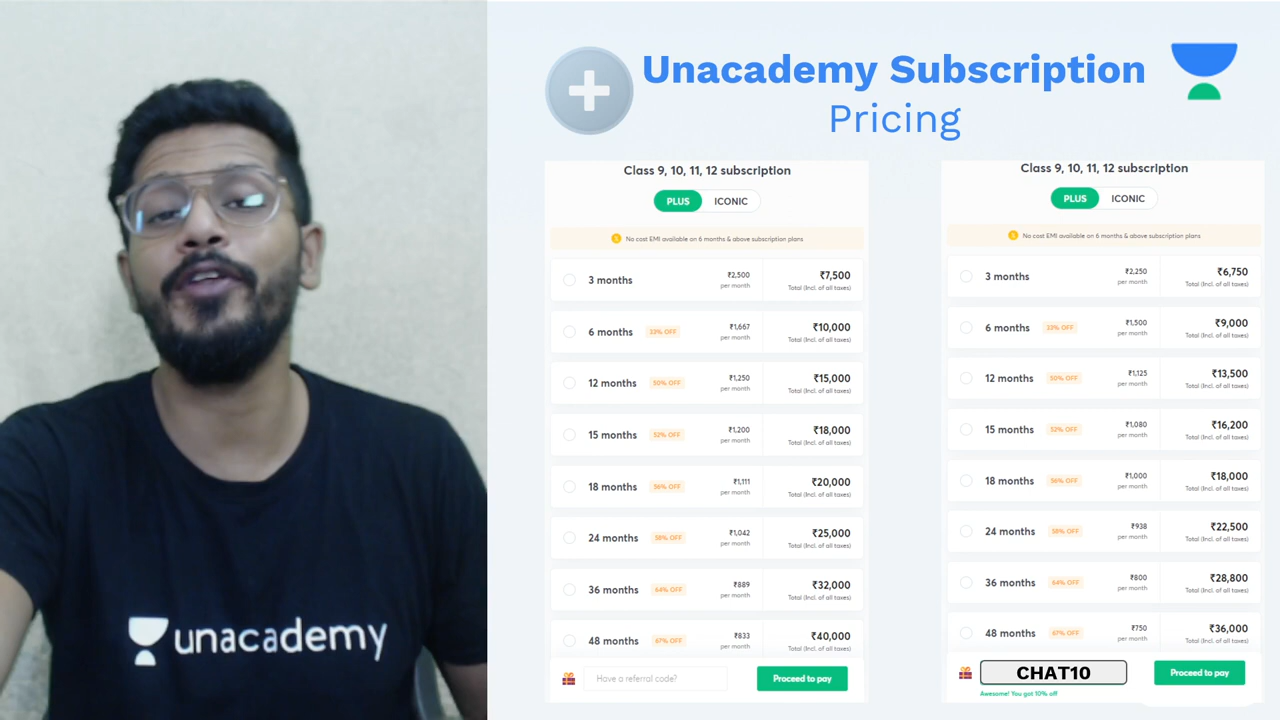 Unacademy Subscription
Pricing
Class 9, 10, 11, 12 subscription
PLUS ICONIC
No cost EMI available on 6 months & above subscription plans
3 months ₹2,500 per month ₹7,500 Total (Incl. of all taxes)
6 months 33% OFF ₹1,667 per month ₹10,000 Total (Incl. of all taxes)
12 months 50% OFF ₹1,250 per month ₹15,000 Total (Incl. of all taxes)
15 months 52% OFF ₹1,200 per month ₹18,000 Total (Incl. of all taxes)
18 months 56% OFF ₹1,111 per month ₹20,000 Total (Incl. of all taxes)
24 months 58% OFF ₹1,042 per month ₹25,000 Total (Incl. of all taxes)
36 months 64% OFF ₹889 per month ₹32,000 Total (Incl. of all taxes)
48 months 67% OFF ₹833 per month ₹40,000 Total (Incl. of all taxes)
Have a referral code? Proceed to pay
Class 9, 10, 11, 12 subscription
PLUS ICONIC
No cost EMI available on 6 months & above subscription plans
3 months ₹2,250 per month ₹6,750 Total (Incl. of all taxes)
6 months 33% OFF ₹1,500 per month ₹9,000 Total (Incl. of all taxes)
12 months 50% OFF ₹1,125 per month ₹13,500 Total (Incl. of all taxes)
15 months 52% OFF ₹1,080 per month ₹16,200 Total (Incl. of all taxes)
18 months 56% OFF ₹1,000 per month ₹18,000 Total (Incl. of all taxes)
24 months 58% OFF ₹938 per month ₹22,500 Total (Incl. of all taxes)
36 months 64% OFF ₹800 per month ₹28,800 Total (Incl. of all taxes)
48 months 67% OFF ₹750 per month ₹36,000 Total (Incl. of all taxes)
CHAT10 Proceed to pay
Awesome! You got 10% off
unacademy